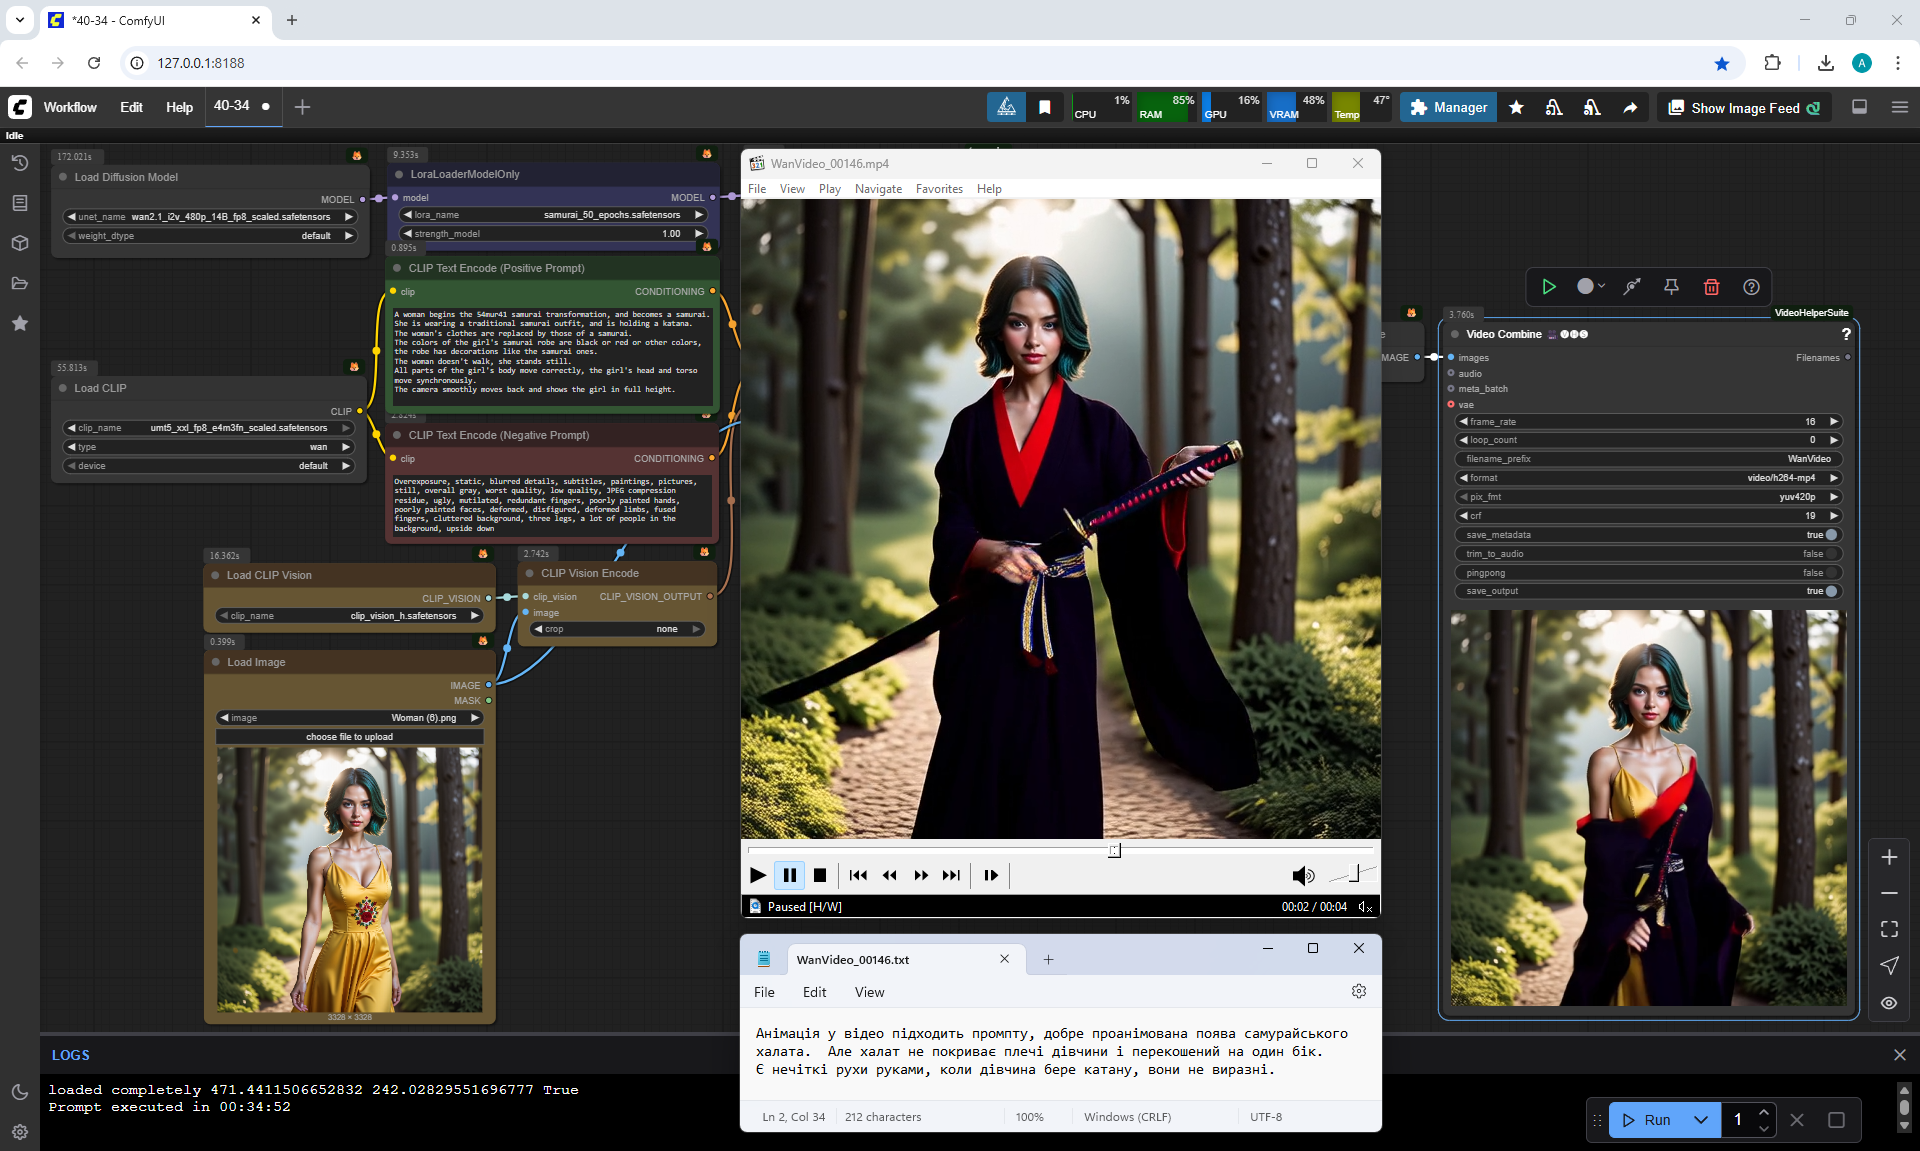 *40-34 - ComfyUI
127.0.0.1:8188
Workflow Edit Help 40-34
CPU 1% RAM 85% GPU 16% VRAM 48% Temp 47°
Manager
Show Image Feed
Idle
172.021s
Load Diffusion Model
MODEL
unet_name wan2.1_i2v_480p_14B_fp8_scaled.safetensors
weight_dtype default
9.353s
LoraLoaderModelOnly
model MODEL
lora_name samurai_50_epochs.safetensors
strength_model 1.00
0.895s
CLIP Text Encode (Positive Prompt)
clip CONDITIONING
A woman begins the 54mur41 samurai transformation, and becomes a samurai.
She is wearing a traditional samurai outfit, and is holding a katana.
The woman's clothes are replaced by those of a samurai.
The colors of the girl's samurai robe are black or red or other colors,
the robe has decorations like the samurai ones.
The woman doesn't walk, she stands still.
All parts of the girl's body move correctly, the girl's head and torso
move synchronously.
The camera smoothly moves back and shows the girl in full height.
55.813s
Load CLIP
CLIP
clip_name umt5_xxl_fp8_e4m3fn_scaled.safetensors
type wan
device default
2.824s
CLIP Text Encode (Negative Prompt)
clip CONDITIONING
Overexposure, static, blurred details, subtitles, paintings, pictures,
still, overall gray, worst quality, low quality, JPEG compression
residue, ugly, mutilated, redundant fingers, poorly painted hands,
poorly painted faces, deformed, disfigured, deformed limbs, fused
fingers, cluttered background, three legs, a lot of people in the
background, upside down
16.362s
Load CLIP Vision
CLIP_VISION
clip_name clip_vision_h.safetensors
2.742s
CLIP Vision Encode
clip_vision CLIP_VISION_OUTPUT
image
crop none
0.399s
Load Image
IMAGE
MASK
image Woman (6).png
choose file to upload
3328 × 3328
WanVideo_00146.mp4
File View Play Navigate Favorites Help
Paused [H/W]
00:02 / 00:04
MAGE
3.760s
VideoHelperSuite
Video Combine VHS
?
images Filenames
audio
meta_batch
vae
frame_rate 16
loop_count 0
filename_prefix WanVideo
format video/h264-mp4
pix_fmt yuv420p
crf 19
save_metadata true
trim_to_audio false
pingpong false
save_output true
WanVideo_00146.txt
File Edit View
Анімація у відео підходить промпту, добре проанімована поява самурайського
халата.  Але халат не покриває плечі дівчини і перекошений на один бік.
Є нечіткі рухи руками, коли дівчина бере катану, вони не виразні.
Ln 2, Col 34 212 characters 100% Windows (CRLF) UTF-8
LOGS
loaded completely 471.4411506652832 242.02829551696777 True
Prompt executed in 00:34:52
Run 1